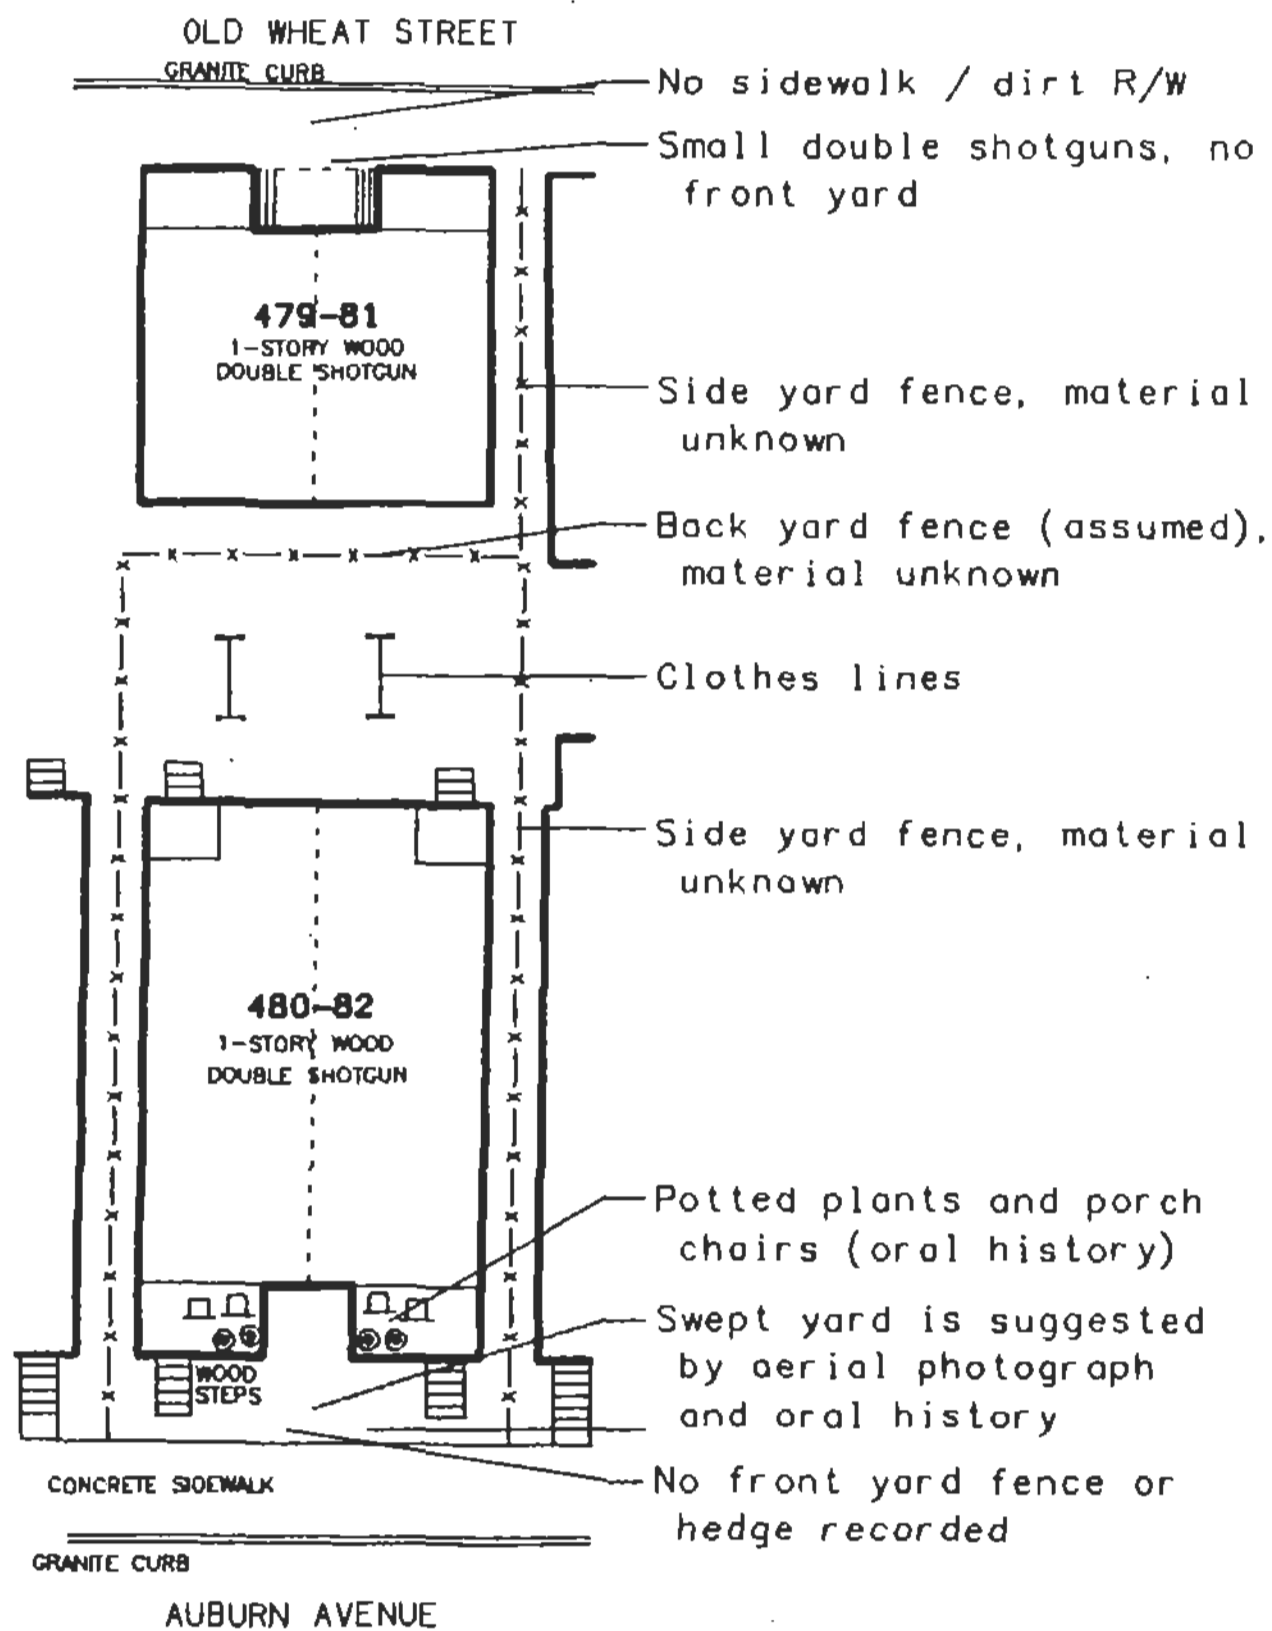 OLD WHEAT STREET
GRANITE CURB
No sidewalk / dirt R/W
Small double shotguns, no
front yard
479-81
1-STORY WOOD
DOUBLE SHOTGUN
Side yard fence, material
unknown
Back yard fence (assumed),
material unknown
Clothes lines
Side yard fence, material
unknown
480-82
1-STORY WOOD
DOUBLE SHOTGUN
Potted plants and porch
chairs (oral history)
Swept yard is suggested
by aerial photograph
and oral history
WOOD
STEPS
No front yard fence or
hedge recorded
CONCRETE SIDEWALK
GRANITE CURB
AUBURN AVENUE